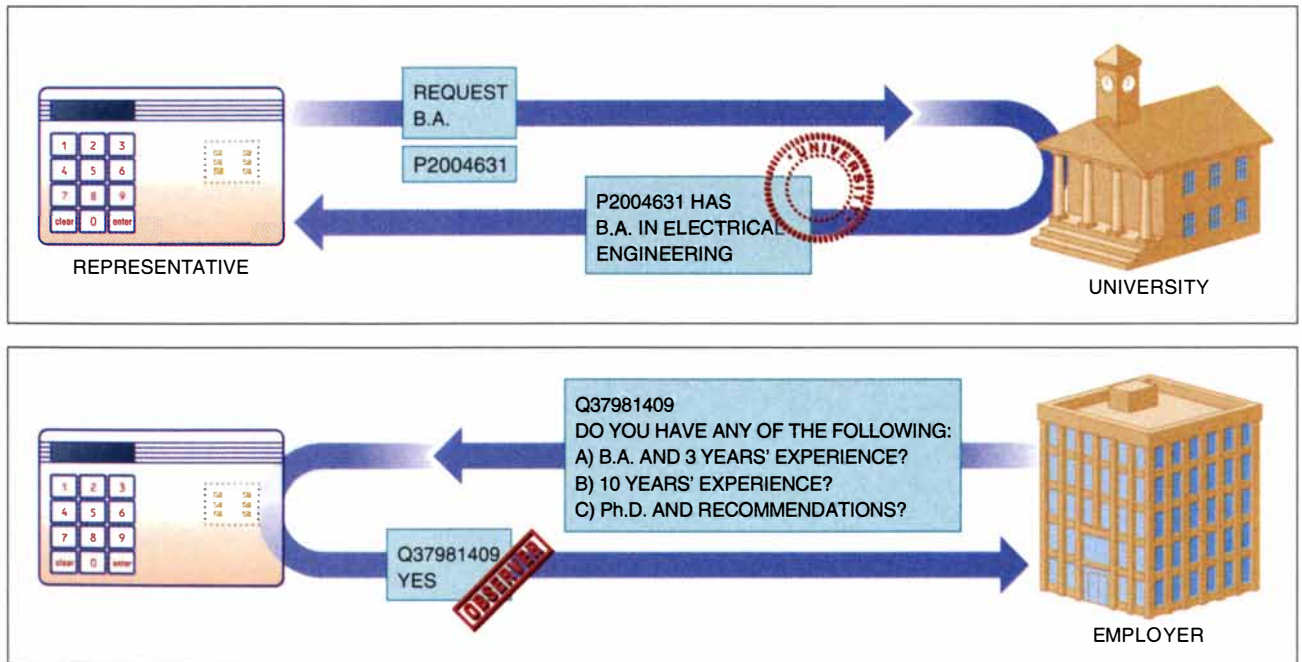 REQUEST
B.A.
P2004631
1 2 3
4 5 6
7 8 9
clear 0 enter
UNIVERSITY
P2004631 HAS
B.A. IN ELECTRICAL
ENGINEERING
REPRESENTATIVE
UNIVERSITY
Q37981409
DO YOU HAVE ANY OF THE FOLLOWING:
A) B.A. AND 3 YEARS' EXPERIENCE?
B) 10 YEARS' EXPERIENCE?
C) Ph.D. AND RECOMMENDATIONS?
1 2 3
4 5 6
7 8 9
clear 0 enter
Q37981409
YES
OBSERVER
EMPLOYER